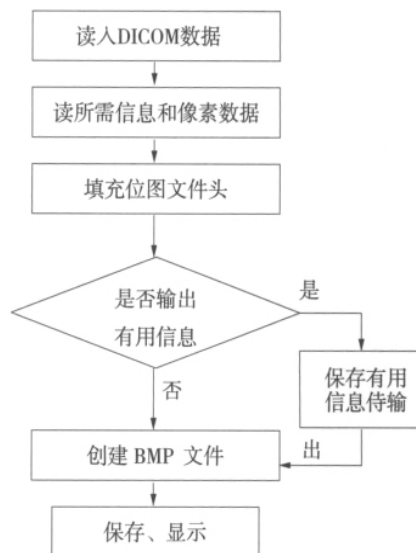 读入DICOM数据
读所需信息和像素数据
填充位图文件头
是否输出
有用信息
是
否
保存有用
信息侍输
出
创建 BMP 文件
保存、显示